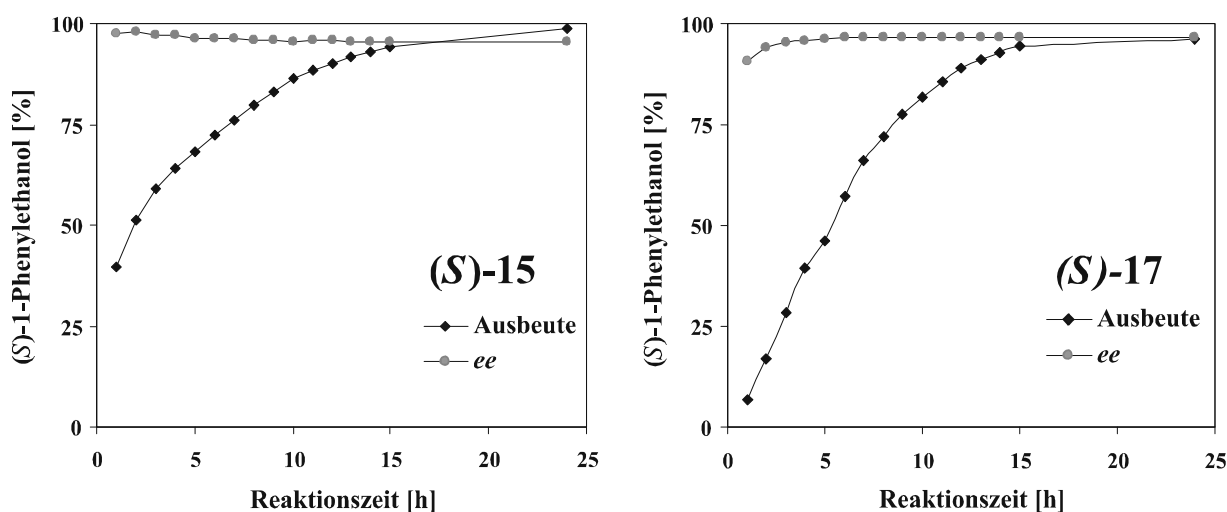 (S)-1-Phenylethanol [%]
100
75
50
25
0
(S)-15
Ausbeute
ee
0 5 10 15 20 25
Reaktionszeit [h]
(S)-1-Phenylethanol [%]
100
75
50
25
0
(S)-17
Ausbeute
ee
0 5 10 15 20 25
Reaktionszeit [h]